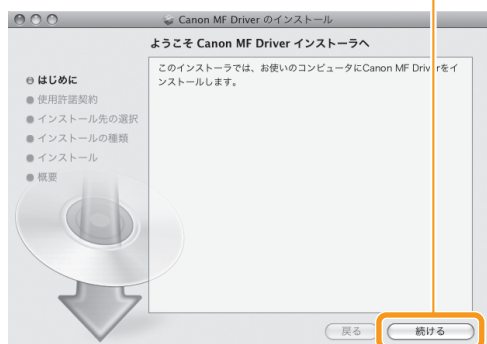 Canon MF Driver のインストール
ようこそ Canon MF Driver インストーラへ
はじめに
使用許諾契約
インストール先の選択
インストールの種類
インストール
概要
このインストーラでは、お使いのコンピュータにCanon MF Driverをイ
ンストールします。
戻る
続ける